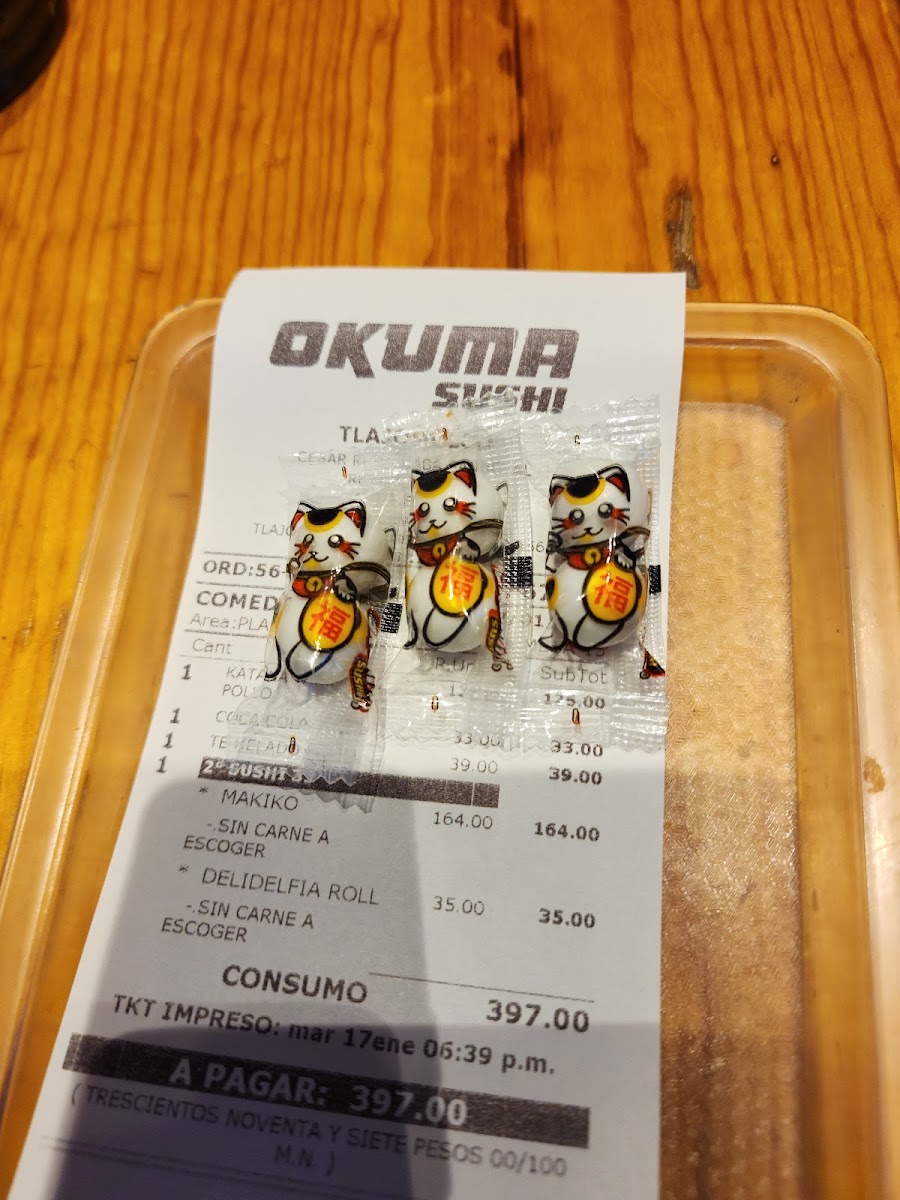 OKUMA
SUSHI
ORD:56-
福 福 福
Area:PLA
Cant
SubTot
1
POLLO
125.00
1 COCA COLA 33.00 33.00
1 TE HELADO 39.00 39.00
1 2° SUSHI
* MAKIKO 164.00 164.00
-.SIN CARNE A
ESCOGER
* DELIDELFIA ROLL 35.00 35.00
-.SIN CARNE A
ESCOGER
CONSUMO 397.00
TKT IMPRESO: mar 17ene 06:39 p.m.
A PAGAR: 397.00
( TRESCIENTOS NOVENTA Y SIETE PESOS 00/100
M.N )